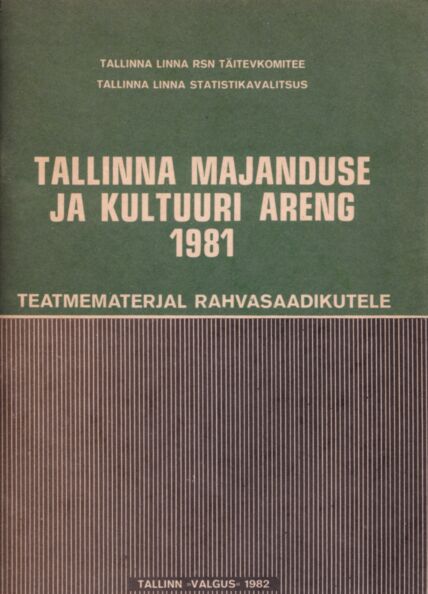 TALLINNA LINNA RSN TÄITEVKOMITEE
TALLINNA LINNA STATISTIKAVALITSUS
TALLINNA MAJANDUSE
JA KULTUURI ARENG
1981
TEATMEMATERJAL RAHVASAADIKUTELE
TALLINN »VALGUS« 1982